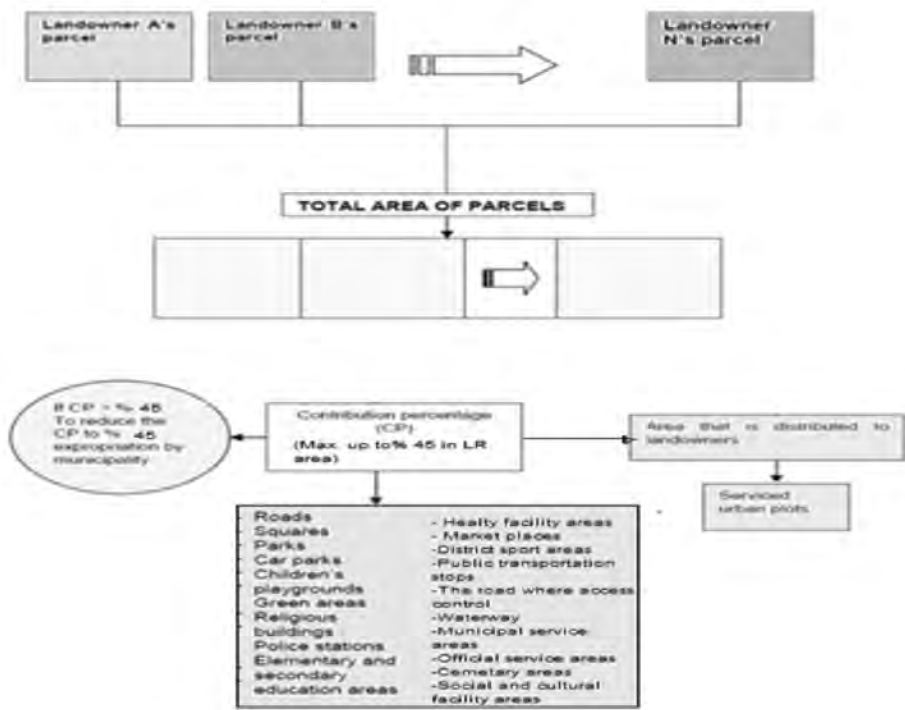 Landowner A's
parcel
Landowner B's
parcel
Landowner
N's parcel
TOTAL AREA OF PARCELS
If CP > % 45
To reduce the
CP to % 45
expropriation by
municipality
Contribution percentage
(CP)
(Max. up to% 45 in LR
area)
Area that is distributed to
landowners
Serviced
urban plots
Roads
Squares
Parks
Car parks
Children's
playgrounds
Green areas
Religious
buildings
Police stations
Elementary and
secondary
education areas
- Healty facility areas
- Market places
-District sport areas
-Public transportation
stops
-The road where access
control
-Waterway
-Municipal service
areas
-Official service areas
-Cemetary areas
-Social and cultural
facility areas